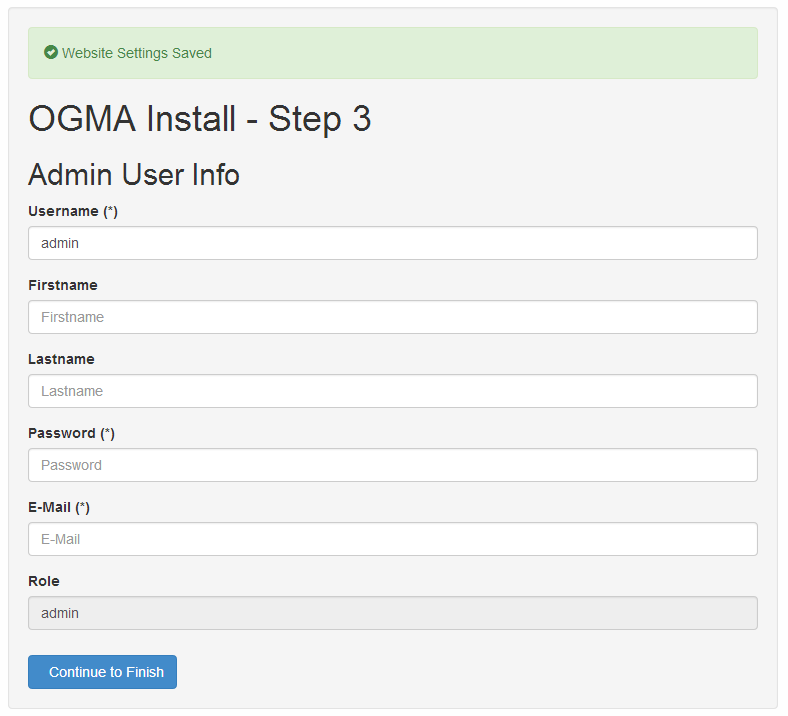 Website Settings Saved
OGMA Install - Step 3
Admin User Info
Username (*)
admin
Firstname
Firstname
Lastname
Lastname
Password (*)
Password
E-Mail (*)
E-Mail
Role
admin
Continue to Finish